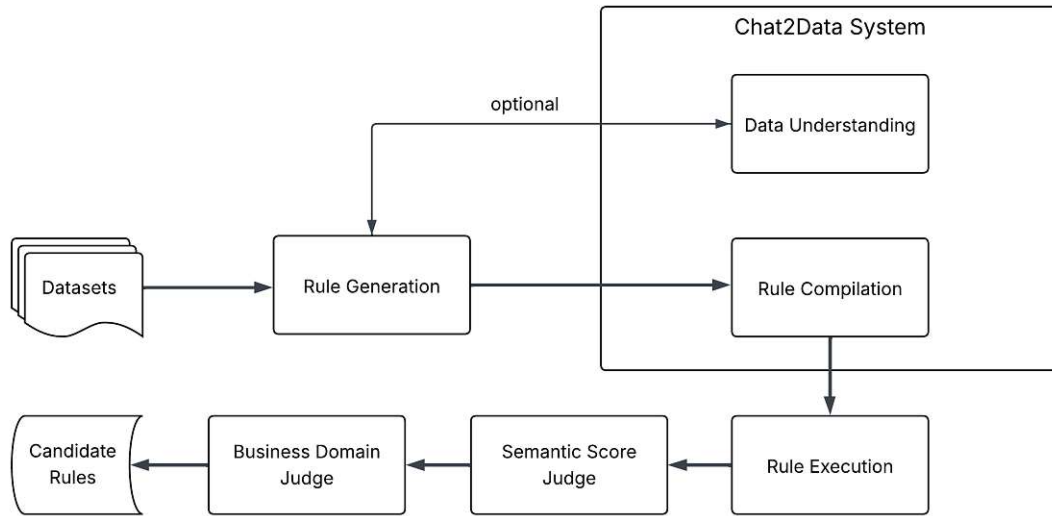 Chat2Data System
optional
Data Understanding
Datasets
Rule Generation
Rule Compilation
Candidate
Rules
Business Domain
Judge
Semantic Score
Judge
Rule Execution